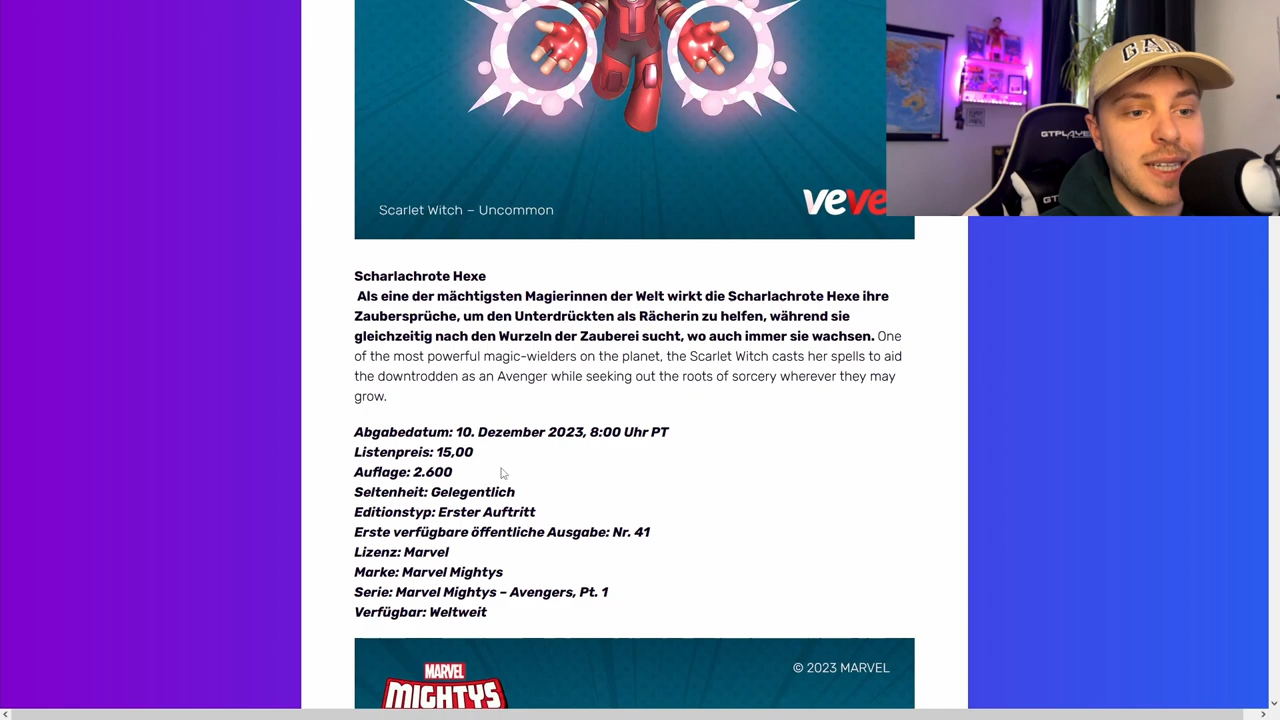 Scarlet Witch – Uncommon
veve
GTPLAYER
Scharlachrote Hexe
Als eine der mächtigsten Magierinnen der Welt wirkt die Scharlachrote Hexe ihre
Zaubersprüche, um den Unterdrückten als Rächerin zu helfen, während sie
gleichzeitig nach den Wurzeln der Zauberei sucht, wo auch immer sie wachsen. One
of the most powerful magic-wielders on the planet, the Scarlet Witch casts her spells to aid
the downtrodden as an Avenger while seeking out the roots of sorcery wherever they may
grow.
Abgabedatum: 10. Dezember 2023, 8:00 Uhr PT
Listenpreis: 15,00
Auflage: 2.600
Seltenheit: Gelegentlich
Editionstyp: Erster Auftritt
Erste verfügbare öffentliche Ausgabe: Nr. 41
Lizenz: Marvel
Marke: Marvel Mightys
Serie: Marvel Mightys – Avengers, Pt. 1
Verfügbar: Weltweit
© 2023 MARVEL
MARVEL
MIGHTYS